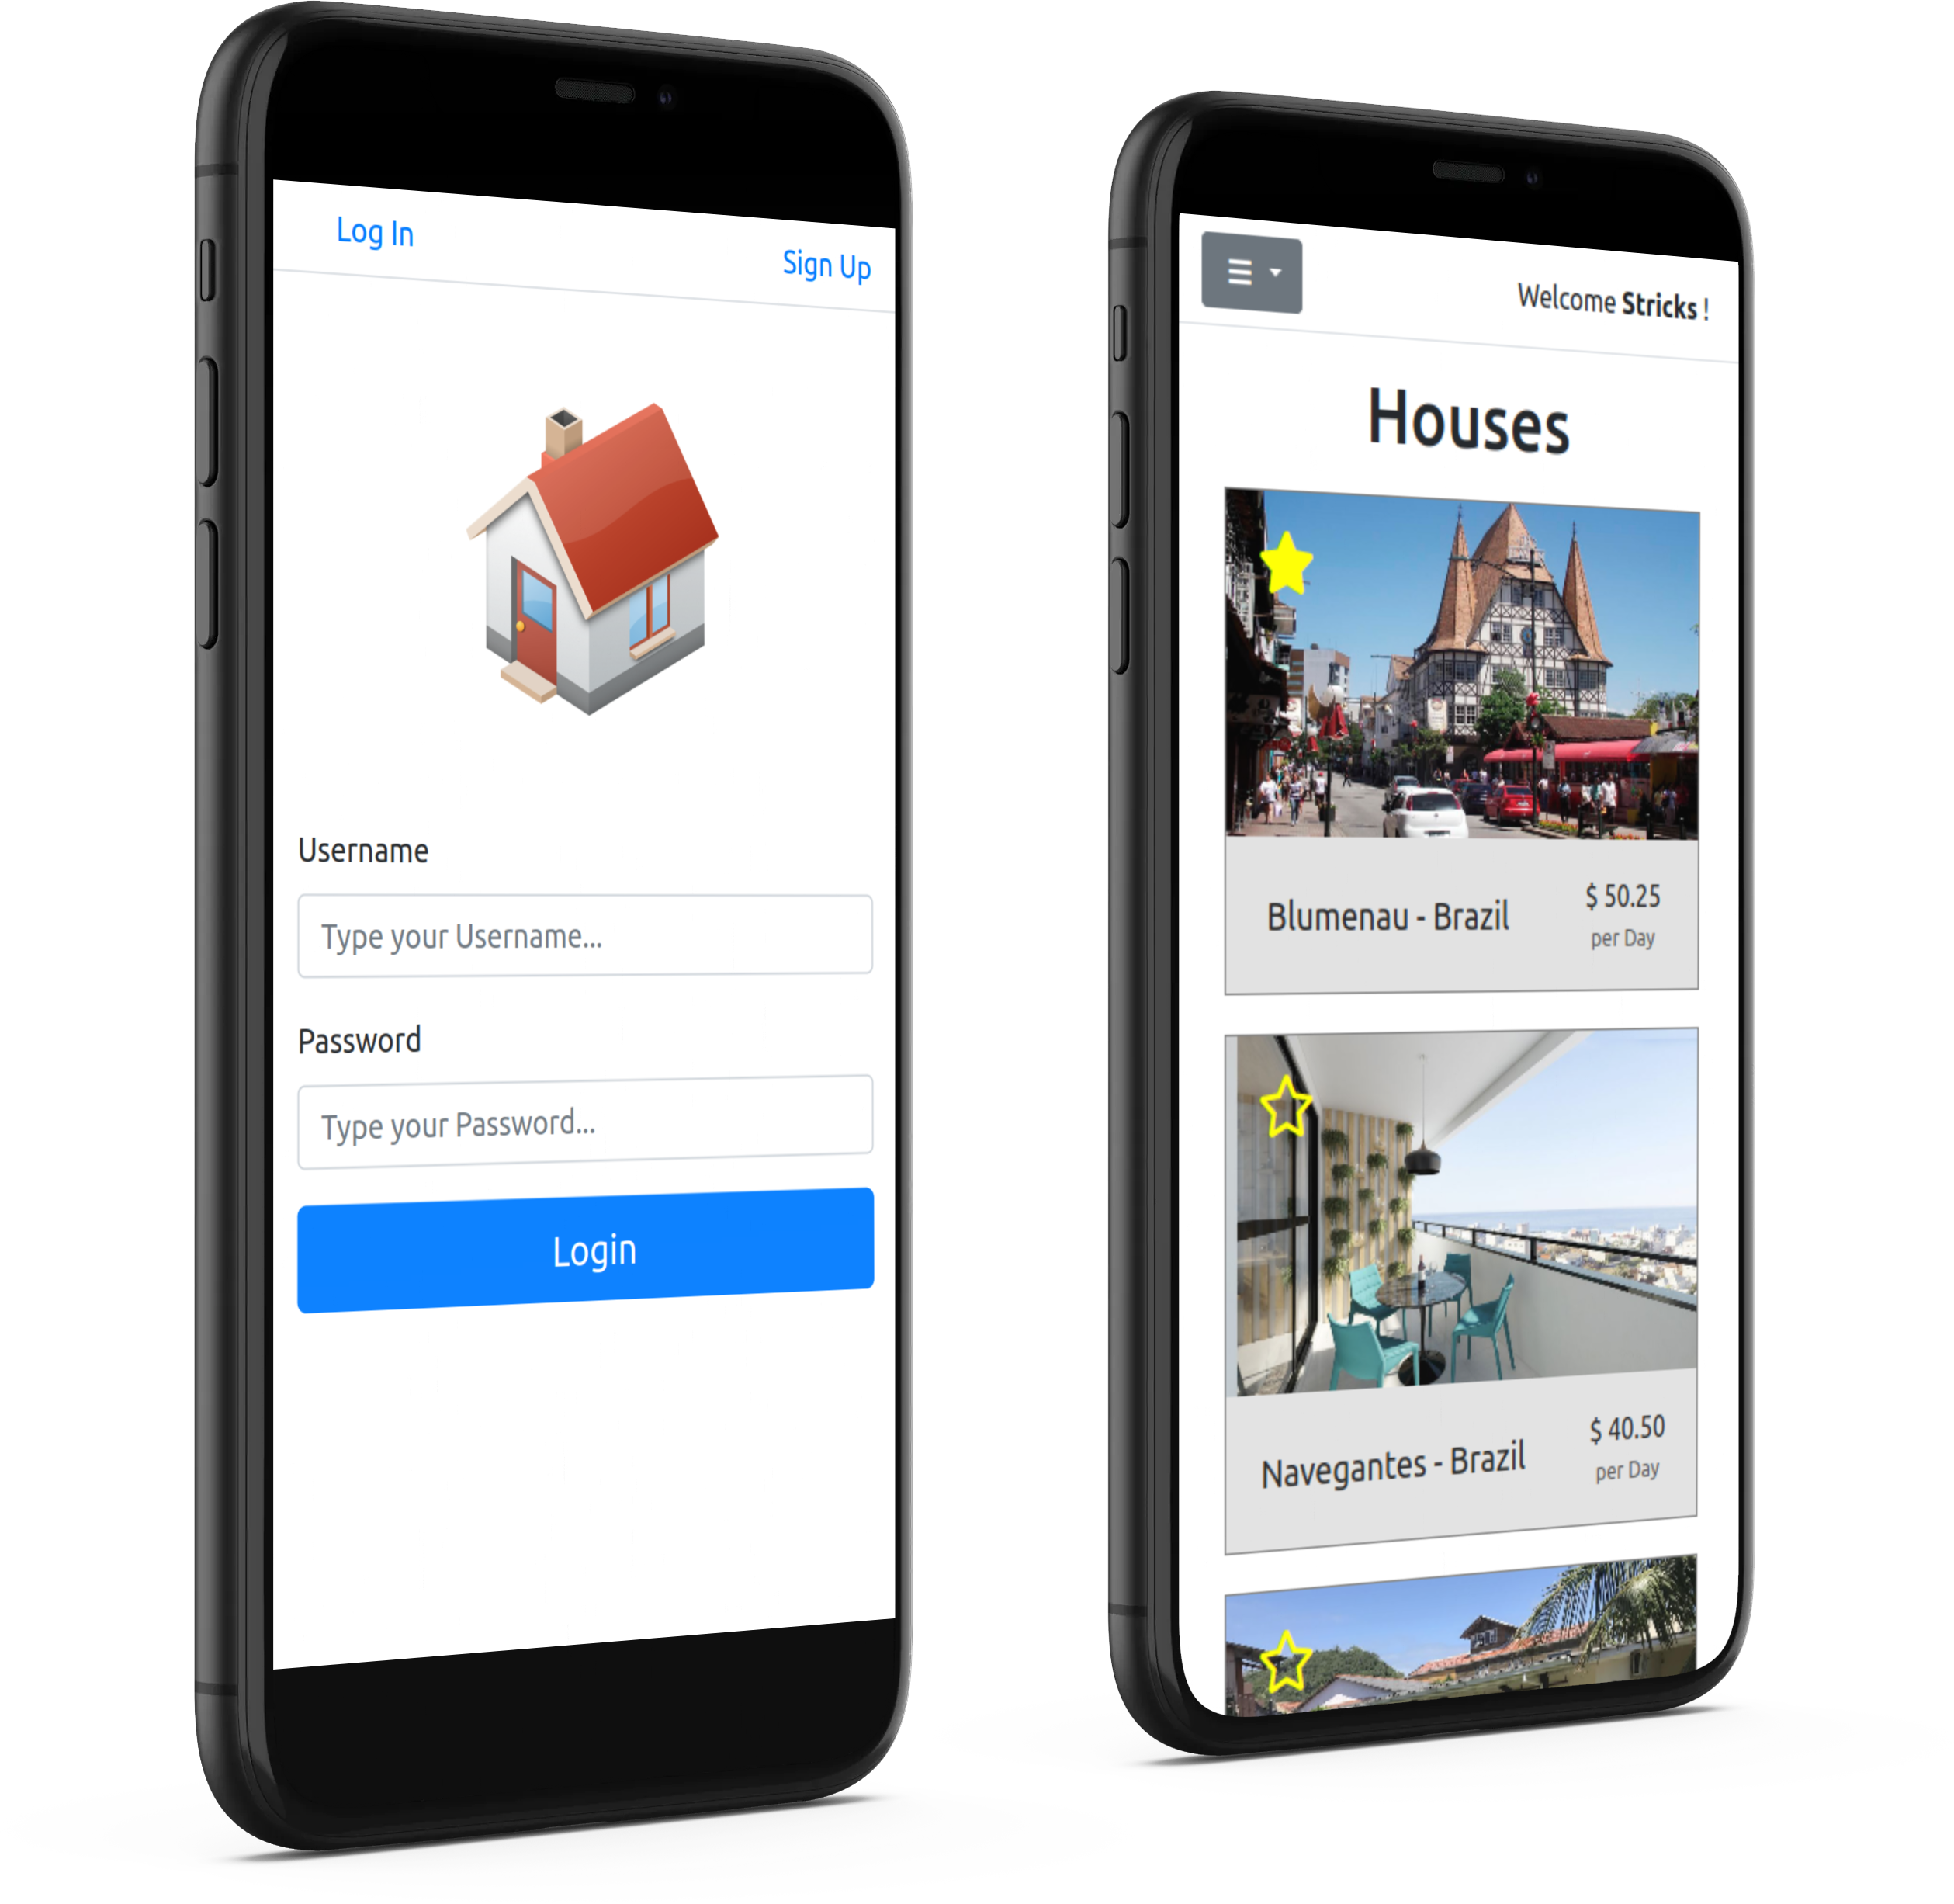 Log In
Sign Up
Username
Type your Username...
Password
Type your Password...
Login
Welcome Stricks !
Houses
Blumenau - Brazil
$ 50.25
per Day
Navegantes - Brazil
$ 40.50
per Day